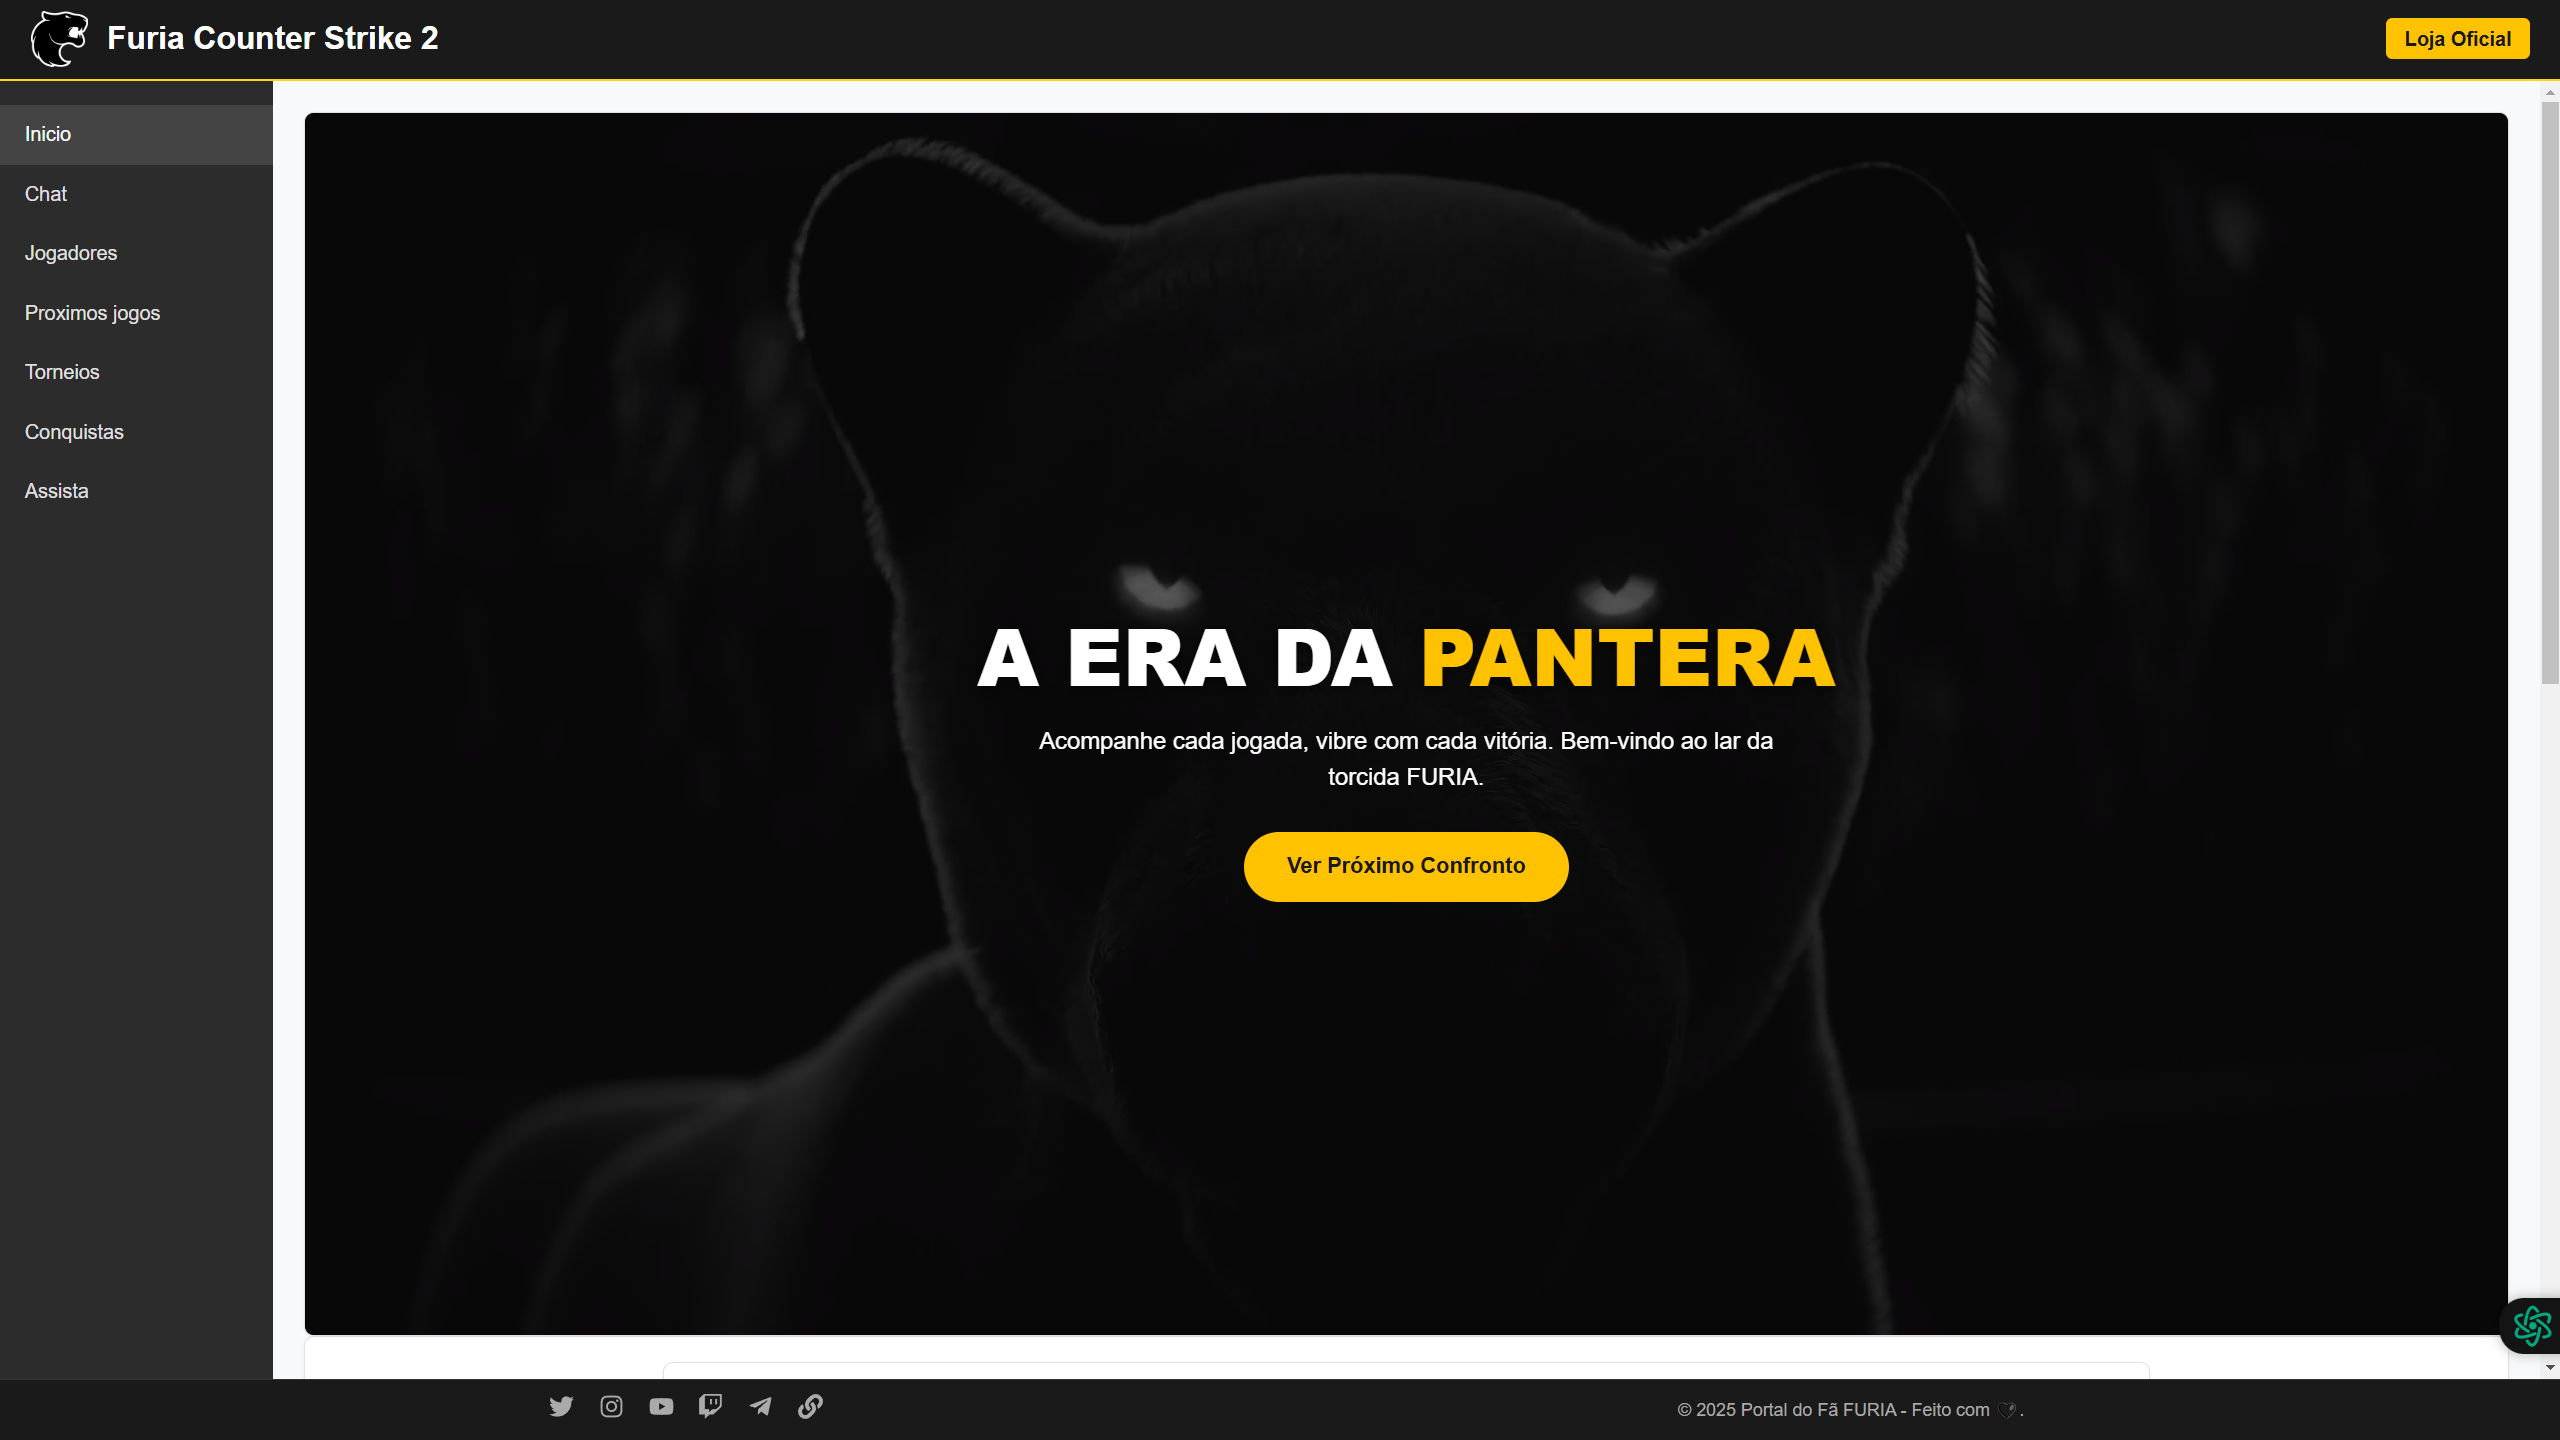 Furia Counter Strike 2
Loja Oficial
Inicio
Chat
Jogadores
Proximos jogos
Torneios
Conquistas
Assista
A ERA DA PANTERA
Acompanhe cada jogada, vibre com cada vitória. Bem-vindo ao lar da
torcida FURIA.
Ver Próximo Confronto
© 2025 Portal do Fã FURIA - Feito com 🖤.